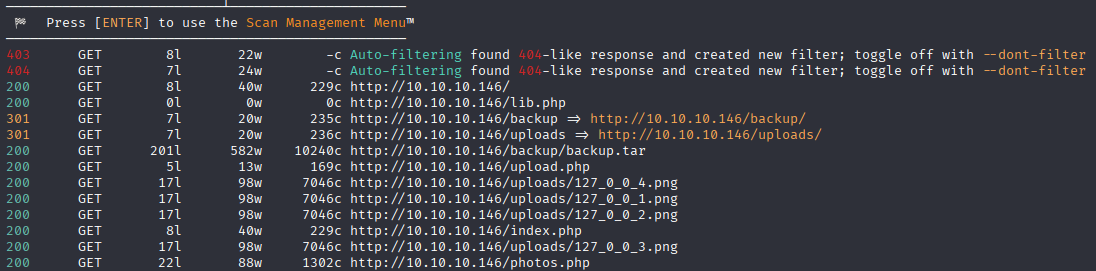 🏁 Press [ENTER] to use the Scan Management Menu™
403 GET 8l 22w -c Auto-filtering found 404-like response and created new filter; toggle off with --dont-filter
404 GET 7l 24w -c Auto-filtering found 404-like response and created new filter; toggle off with --dont-filter
200 GET 8l 40w 229c http://10.10.10.146/
200 GET 0l 0w 0c http://10.10.10.146/lib.php
301 GET 7l 20w 235c http://10.10.10.146/backup => http://10.10.10.146/backup/
301 GET 7l 20w 236c http://10.10.10.146/uploads => http://10.10.10.146/uploads/
200 GET 201l 582w 10240c http://10.10.10.146/backup/backup.tar
200 GET 5l 13w 169c http://10.10.10.146/upload.php
200 GET 17l 98w 7046c http://10.10.10.146/uploads/127_0_0_4.png
200 GET 17l 98w 7046c http://10.10.10.146/uploads/127_0_0_1.png
200 GET 17l 98w 7046c http://10.10.10.146/uploads/127_0_0_2.png
200 GET 8l 40w 229c http://10.10.10.146/index.php
200 GET 17l 98w 7046c http://10.10.10.146/uploads/127_0_0_3.png
200 GET 22l 88w 1302c http://10.10.10.146/photos.php